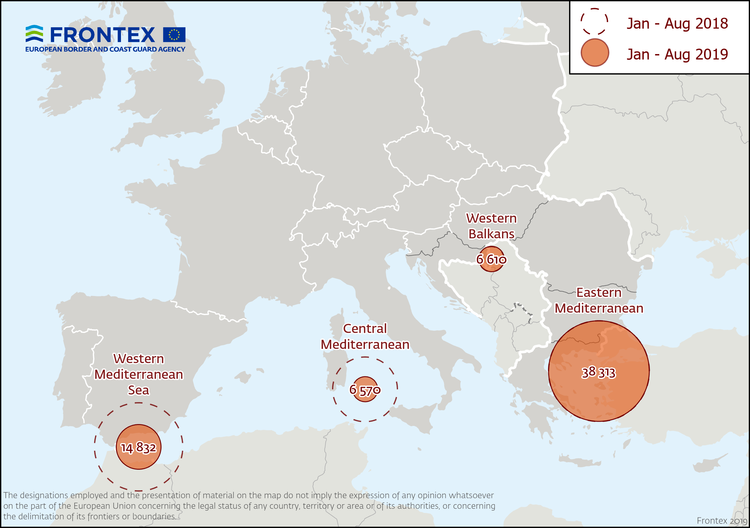 FRONTEX
EUROPEAN BORDER AND COAST GUARD AGENCY
Jan - Aug 2018
Jan - Aug 2019
Western
Balkans
6 610
Eastern
Mediterranean
38 313
Central
Mediterranean
6 570
Western
Mediterranean
Sea
14 832
The designations employed and the presentation of material on the map do not imply the expression of any opinion whatsoever
on the part of the European Union concerning the legal status of any country, territory or area or of its authorities, or concerning
the delimitation of its frontiers or boundaries.
Frontex 2019